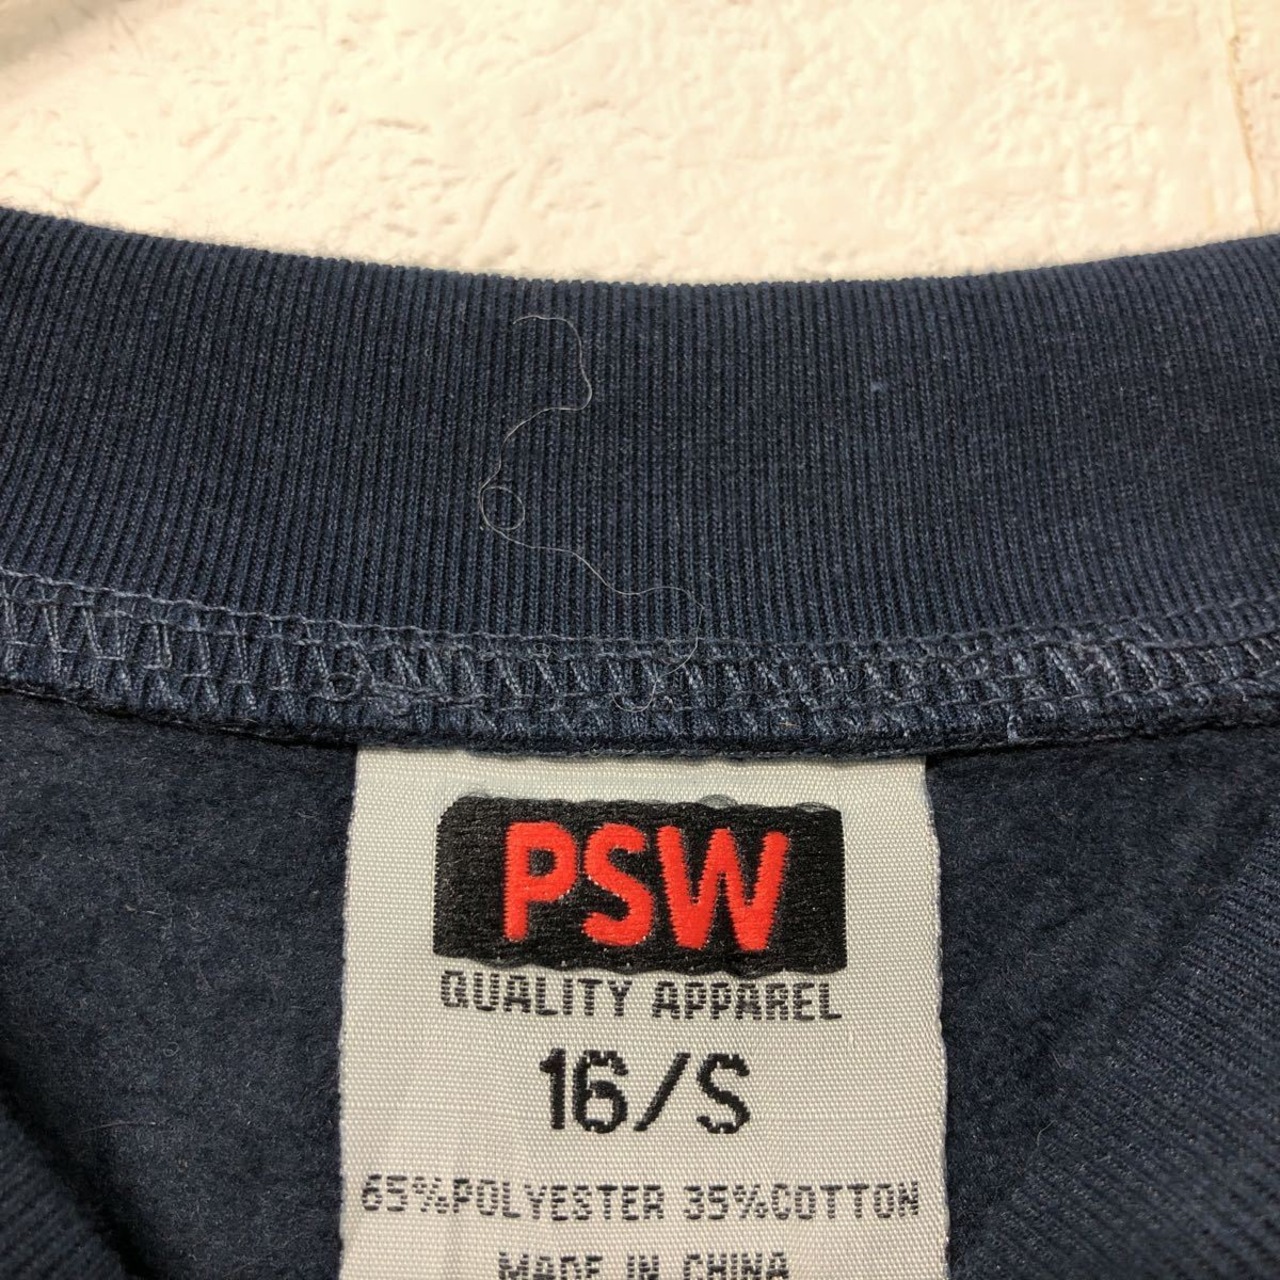 PSW
QUALITY APPAREL
16/S
65%POLYESTER 35%COTTON
MADE IN CHINA